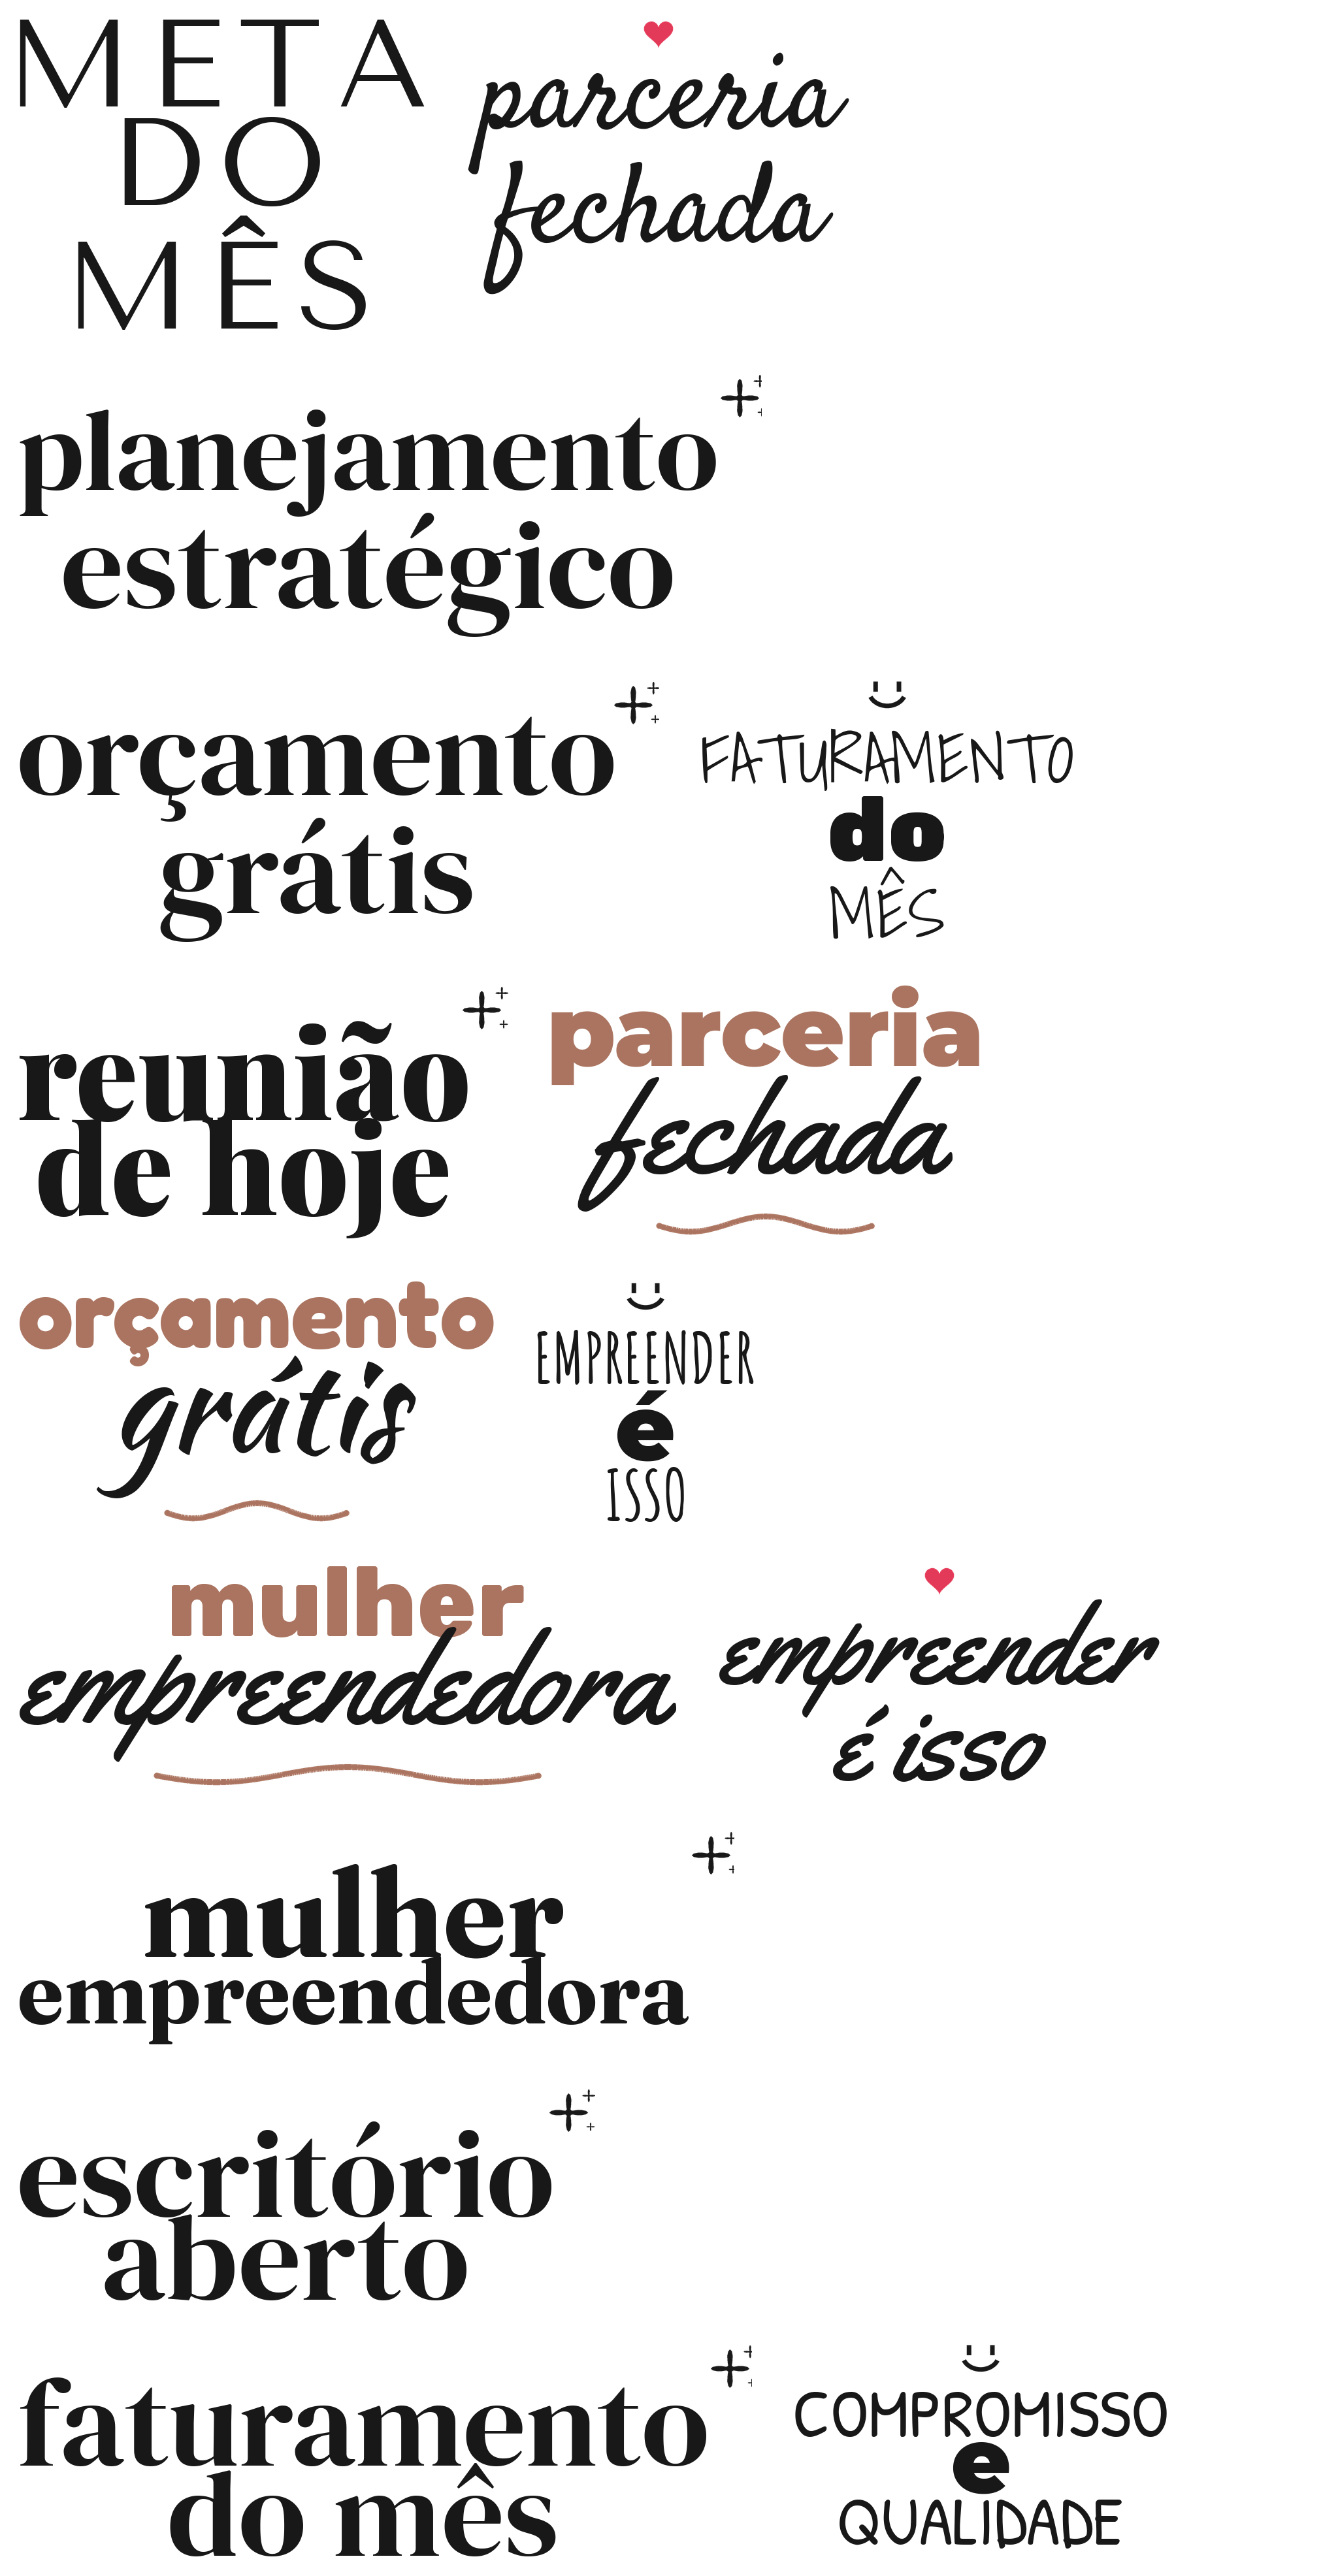 META
DO
MÊS
parceria
fechada
planejamento
estratégico
orçamento
grátis
FATURAMENTO
do
MÊS
reunião
de hoje
parceria
fechada
orçamento
grátis
EMPREENDER
é
ISSO
mulher
empreendedora
empreender
é isso
mulher
empreendedora
escritório
aberto
faturamento
do mês
COMPROMISSO
e
QUALIDADE